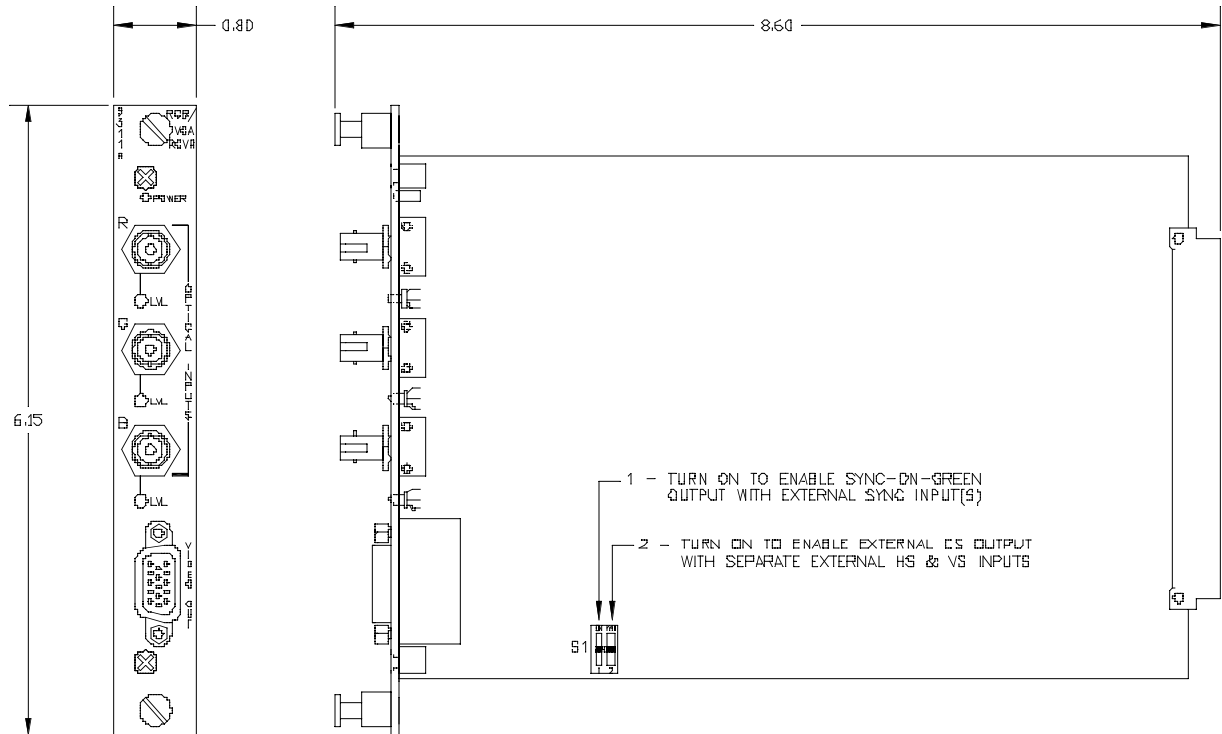 0.80
8.60
9311A
RGB/
VGA
RCVR
POWER
R
LVL
G
LVL
B
LVL
OPTICAL INPUTS
VIDEO OUT
6.15
1 - TURN ON TO ENABLE SYNC-ON-GREEN
OUTPUT WITH EXTERNAL SYNC INPUT(S)
2 - TURN ON TO ENABLE EXTERNAL CS OUTPUT
WITH SEPARATE EXTERNAL HS & VS INPUTS
S1
ON
1 2